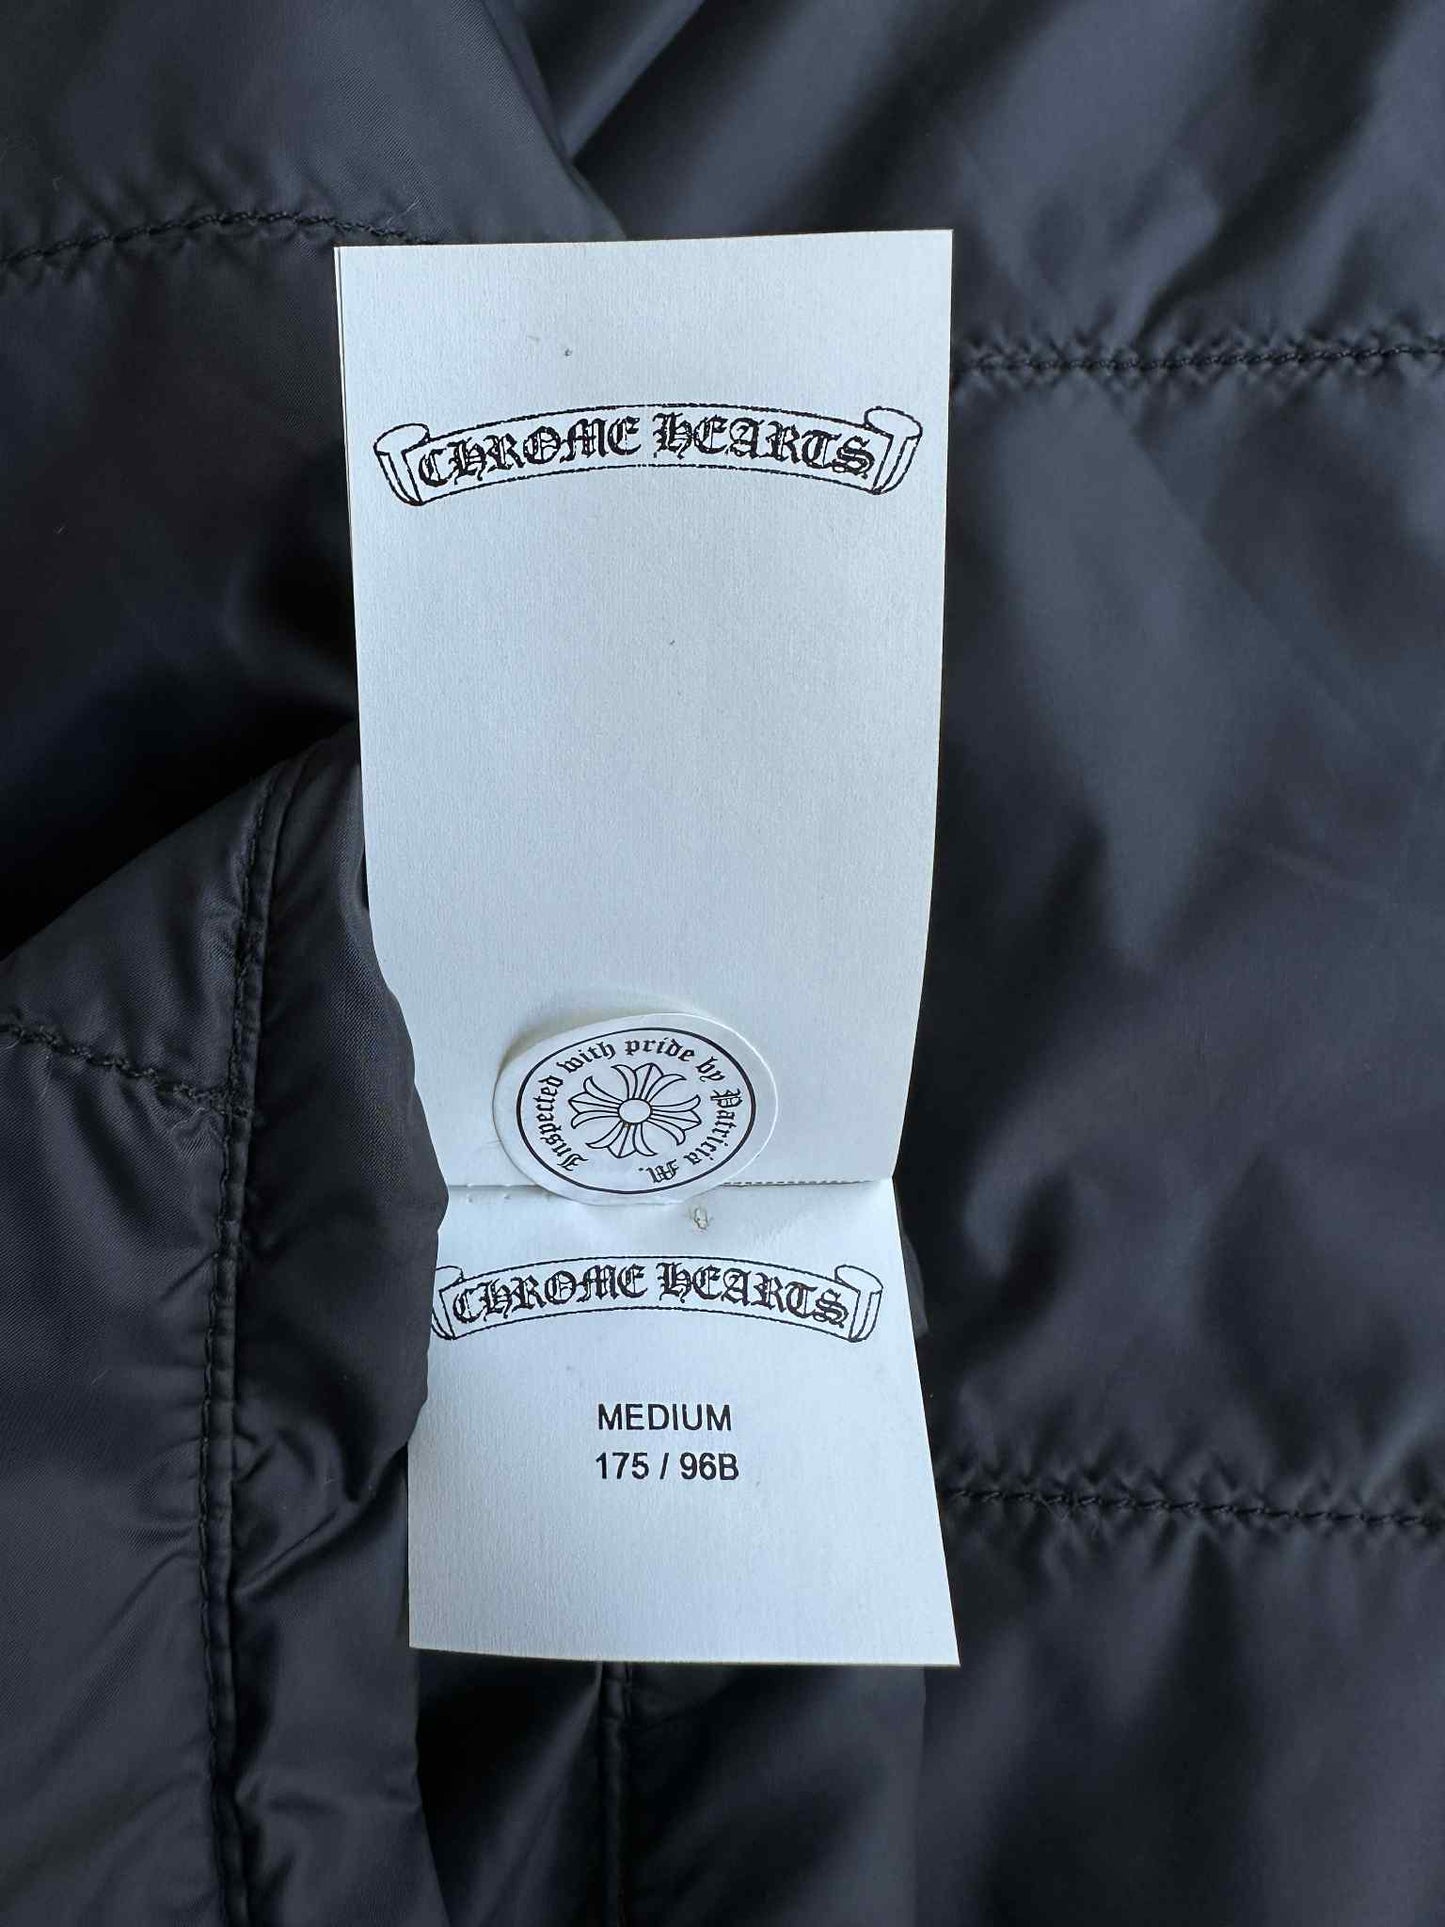 CHROME HEARTS
Inspected with pride by Patricia M.
CHROME HEARTS
MEDIUM
175 / 96B